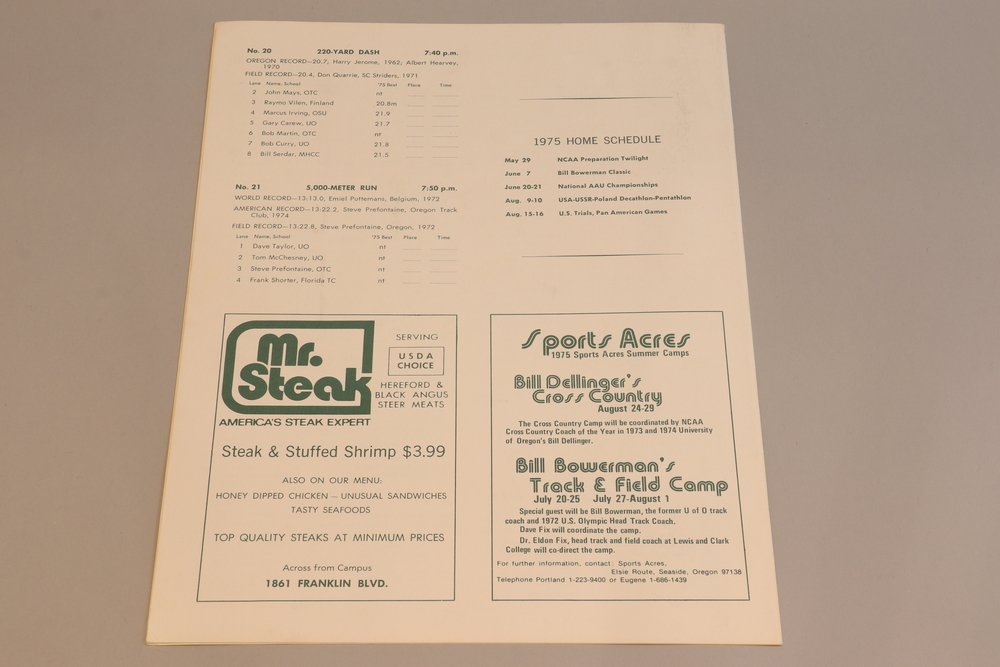 No. 20 220-YARD DASH 7:40 p.m.
OREGON RECORD—20.7, Harry Jerome, 1962; Albert Hearvey,
1970
FIELD RECORD—20.4, Don Quarrie, SC Striders, 1971
Lane Name, School '75 Best Place Time
2 John Mays, OTC nt
3 Raymo Vilen, Finland 20.8m
4 Marcus Irving, OSU 21.9
5 Gary Carew, UO 21.7
6 Bob Martin, OTC nt
7 Bob Curry, UO 21.8
8 Bill Serdar, MHCC 21.5
No. 21 5,000-METER RUN 7:50 p.m.
WORLD RECORD—13:13.0, Emiel Puttemans, Belgium, 1972
AMERICAN RECORD—13:22.2, Steve Prefontaine, Oregon Track
Club, 1974
FIELD RECORD—13:22.8, Steve Prefontaine, Oregon, 1972
Lane Name, School '75 Best Place Time
1 Dave Taylor, UO nt
2 Tom McChesney, UO nt
3 Steve Prefontaine, OTC nt
4 Frank Shorter, Florida TC nt
1975 HOME SCHEDULE
May 29 NCAA Preparation Twilight
June 7 Bill Bowerman Classic
June 20-21 National AAU Championships
Aug. 9-10 USA-USSR-Poland Decathlon-Pentathlon
Aug. 15-16 U.S. Trials, Pan American Games
Mr.
Steak
AMERICA'S STEAK EXPERT
SERVING
USDA
CHOICE
HEREFORD &
BLACK ANGUS
STEER MEATS
Steak & Stuffed Shrimp $3.99
ALSO ON OUR MENU:
HONEY DIPPED CHICKEN — UNUSUAL SANDWICHES
TASTY SEAFOODS
TOP QUALITY STEAKS AT MINIMUM PRICES
Across from Campus
1861 FRANKLIN BLVD.
Sports Acres
1975 Sports Acres Summer Camps
Bill Dellinger's
Cross Country
August 24-29
The Cross Country Camp will be coordinated by NCAA
Cross Country Coach of the Year in 1973 and 1974 University
of Oregon's Bill Dellinger.
Bill Bowerman's
Track & Field Camp
July 20-25 July 27-August 1
Special guest will be Bill Bowerman, the former U of O track
coach and 1972 U.S. Olympic Head Track Coach.
Dave Fix will coordinate the camp.
Dr. Eldon Fix, head track and field coach at Lewis and Clark
College will co-direct the camp.
For further information, contact: Sports Acres,
Elsie Route, Seaside, Oregon 97138
Telephone Portland 1-223-9400 or Eugene 1-686-1439